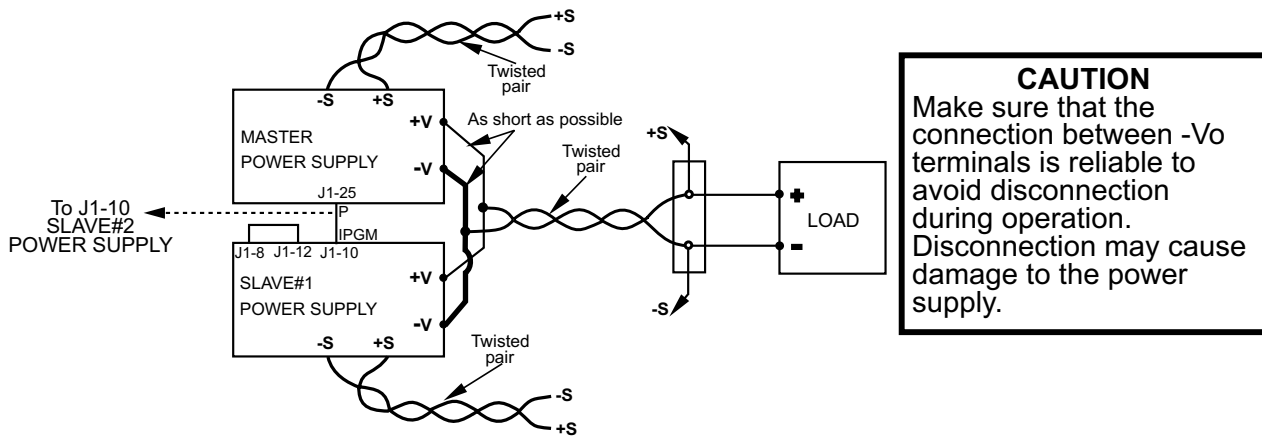 +S
-S
Twisted
pair
-S +S
MASTER
POWER SUPPLY
+V
-V
As short as possible
J1-25
P
IPGM
To J1-10
SLAVE#2
POWER SUPPLY
J1-8 J1-12 J1-10
SLAVE#1
POWER SUPPLY
+V
-V
-S +S
Twisted
pair
-S
+S
Twisted
pair
+S
-S
+
LOAD
-
CAUTION
Make sure that the
connection between -Vo
terminals is reliable to
avoid disconnection
during operation.
Disconnection may cause
damage to the power
supply.